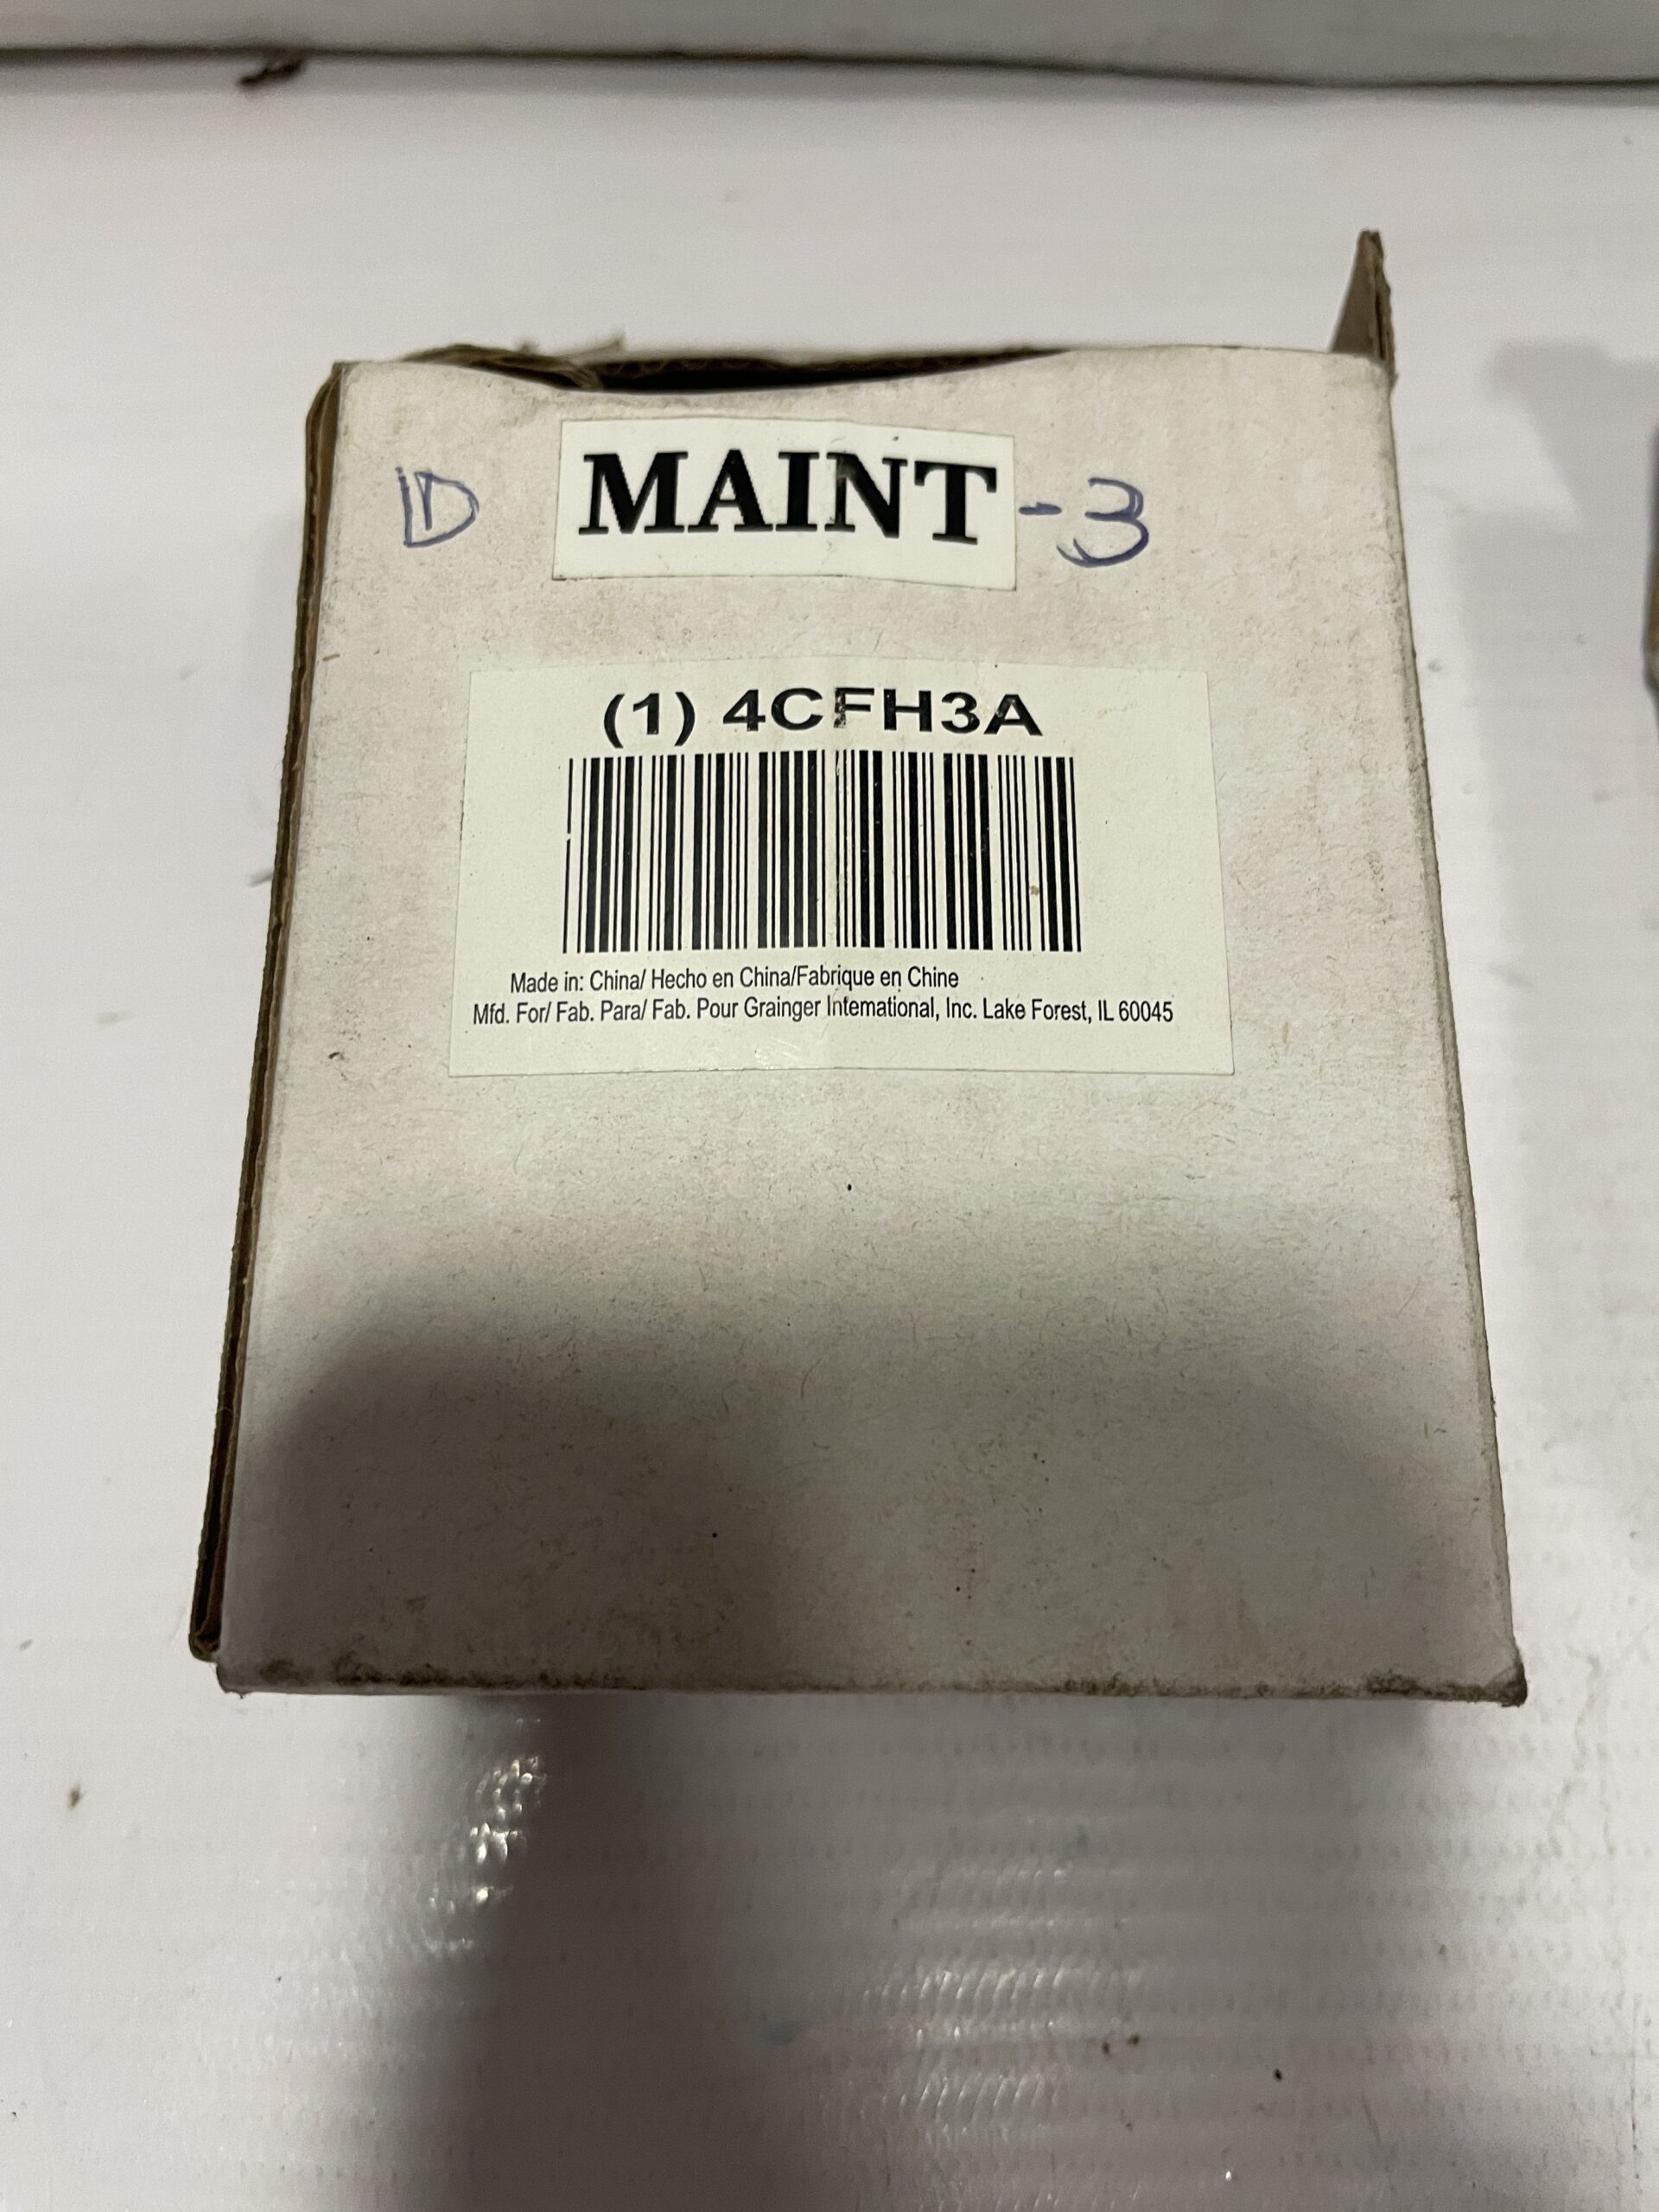 D MAINT -3
(1) 4CFH3A
Made in: China/ Hecho en China/Fabrique en Chine
Mfd. For/ Fab. Para/ Fab. Pour Grainger International, Inc. Lake Forest, IL 60045